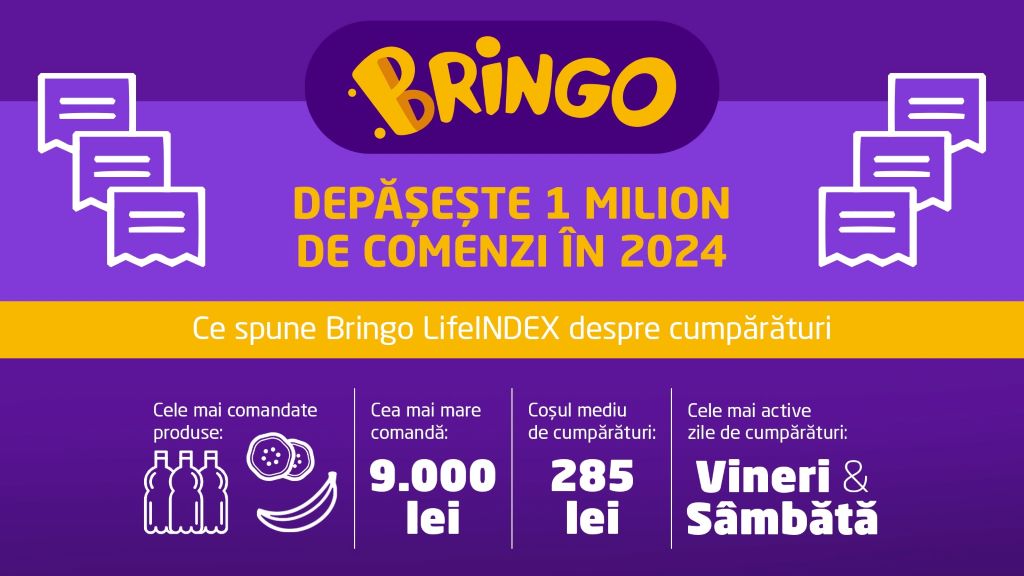 BRINGO
DEPĂȘEȘTE 1 MILION
DE COMENZI ÎN 2024
Ce spune Bringo LifeINDEX despre cumpărături
Cele mai comandate
produse:
Cea mai mare
comandă:
9.000
lei
Coșul mediu
de cumpărături:
285
lei
Cele mai active
zile de cumpărături:
Vineri &
Sâmbătă